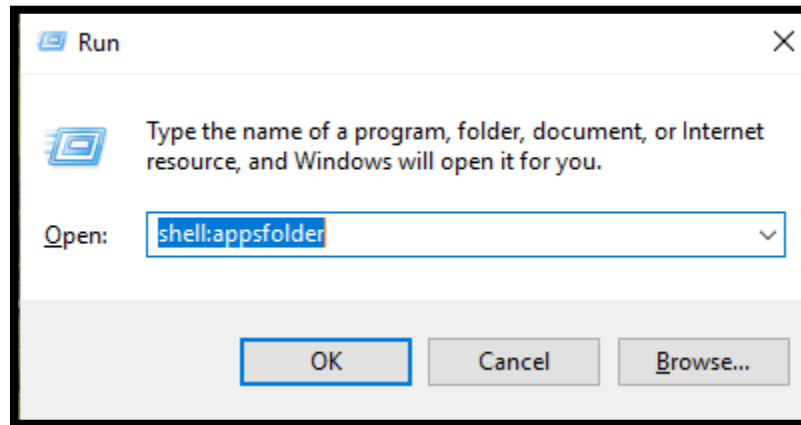 Run
Type the name of a program, folder, document, or Internet
resource, and Windows will open it for you.
Open: shell:appsfolder
OK Cancel Browse...